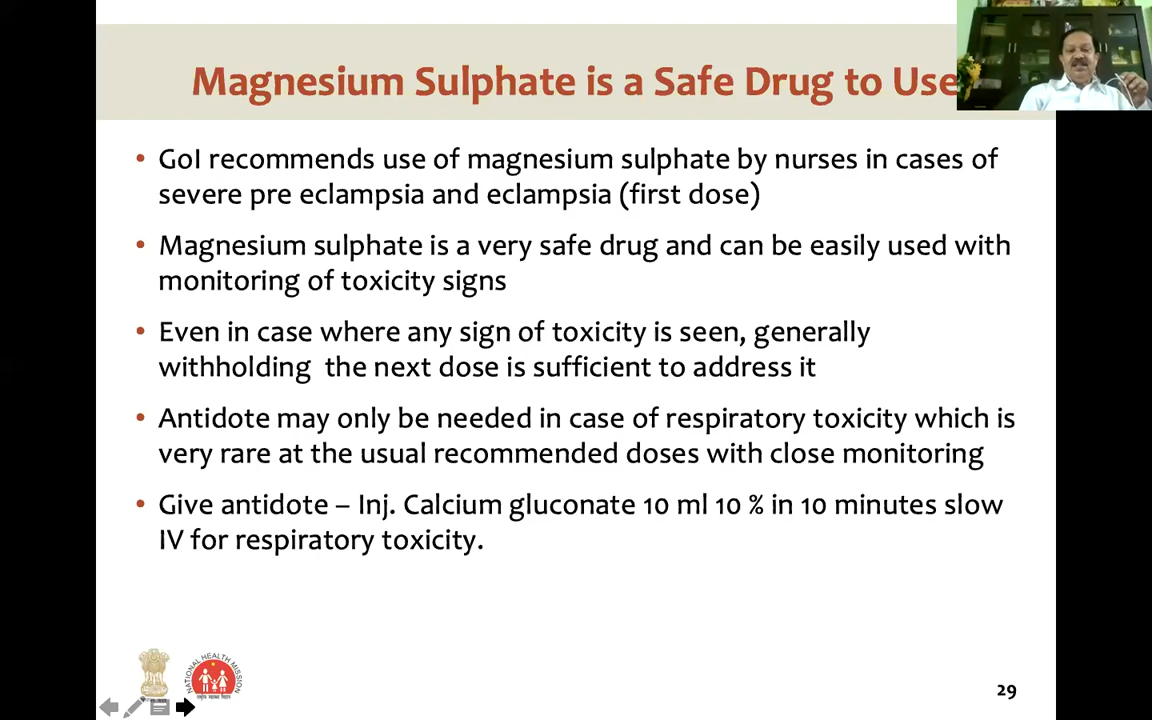 Magnesium Sulphate is a Safe Drug to Use
• GoI recommends use of magnesium sulphate by nurses in cases of
severe pre eclampsia and eclampsia (first dose)
• Magnesium sulphate is a very safe drug and can be easily used with
monitoring of toxicity signs
• Even in case where any sign of toxicity is seen, generally
withholding the next dose is sufficient to address it
• Antidote may only be needed in case of respiratory toxicity which is
very rare at the usual recommended doses with close monitoring
• Give antidote – Inj. Calcium gluconate 10 ml 10 % in 10 minutes slow
IV for respiratory toxicity.
NATIONAL HEALTH MISSION
29